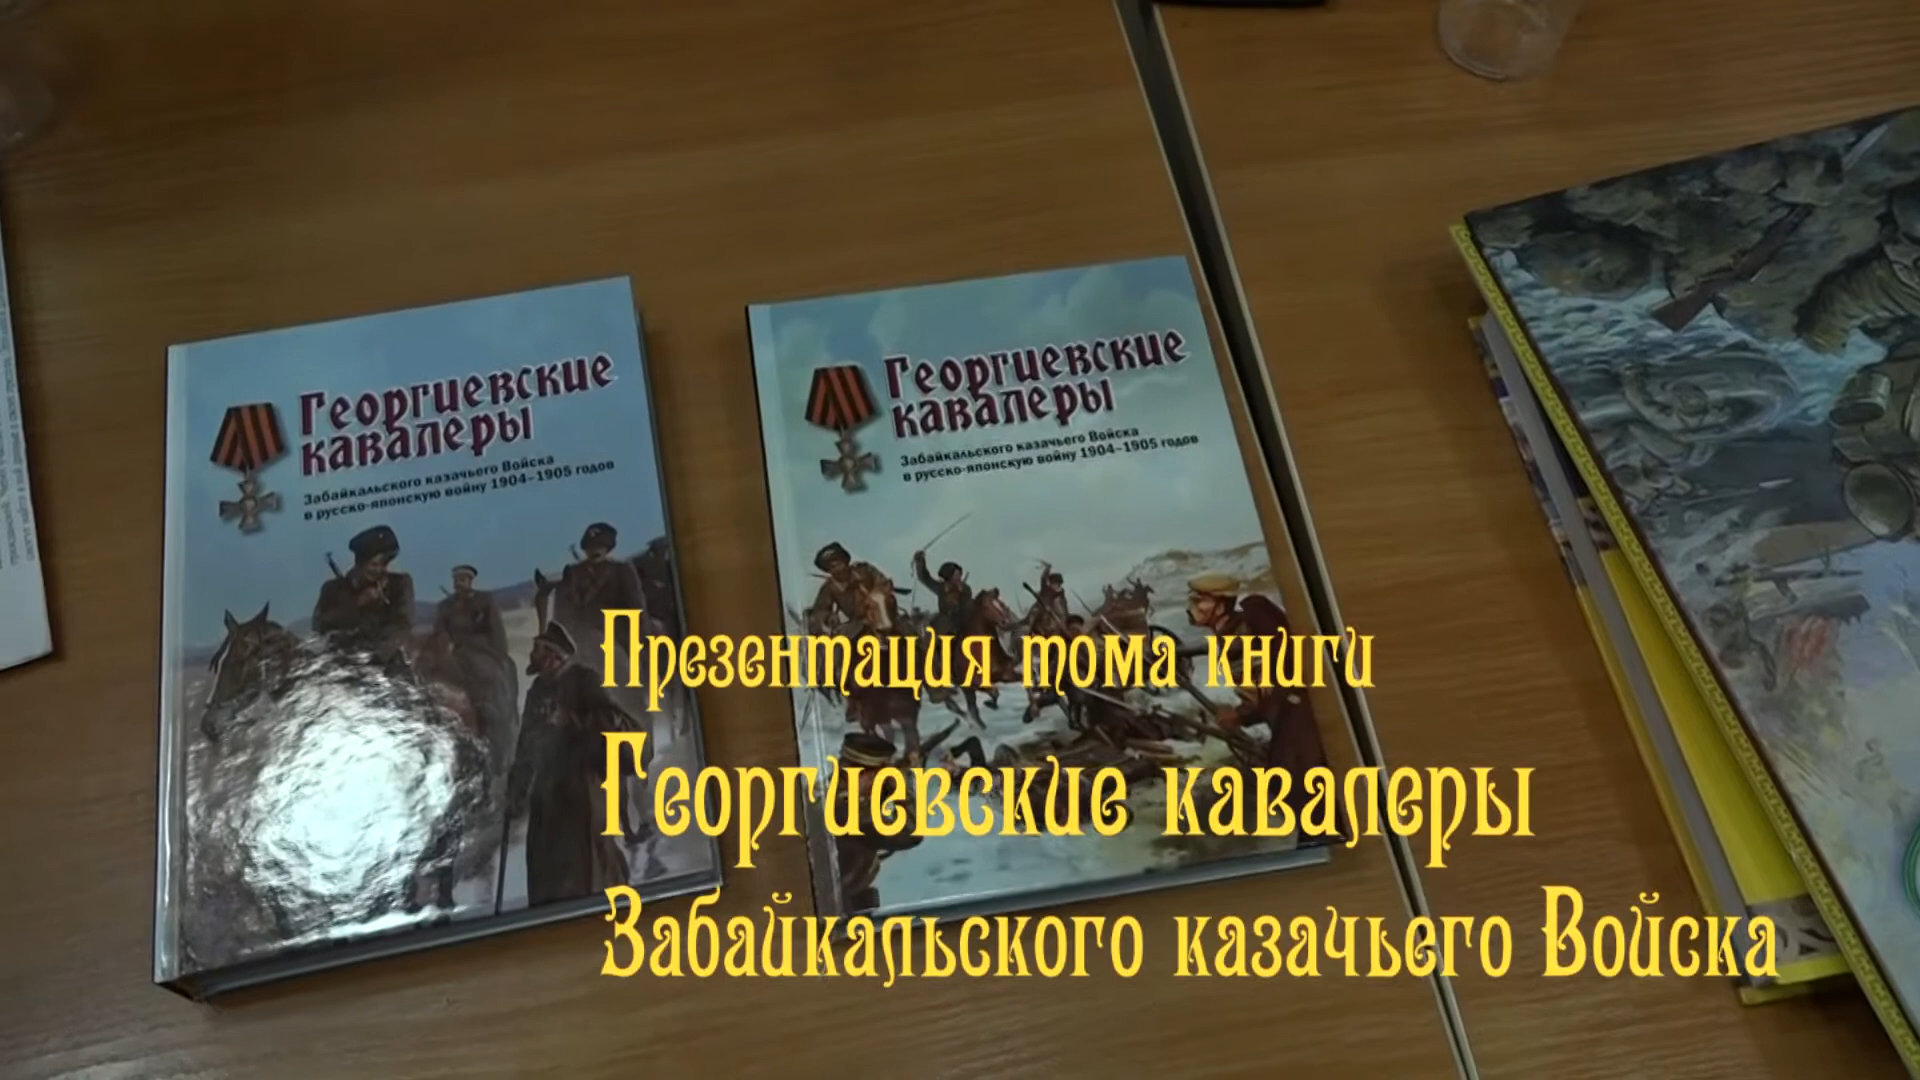 Георгиевские
кавалеры
Забайкальского казачьего Войска
в русско-японскую войну 1904-1905 годов
Георгиевские
кавалеры
Забайкальского казачьего Войска
в русско-японскую войну 1904-1905 годов
Презентация тома книги
Георгиевские кавалеры
Забайкальского казачьего Войска